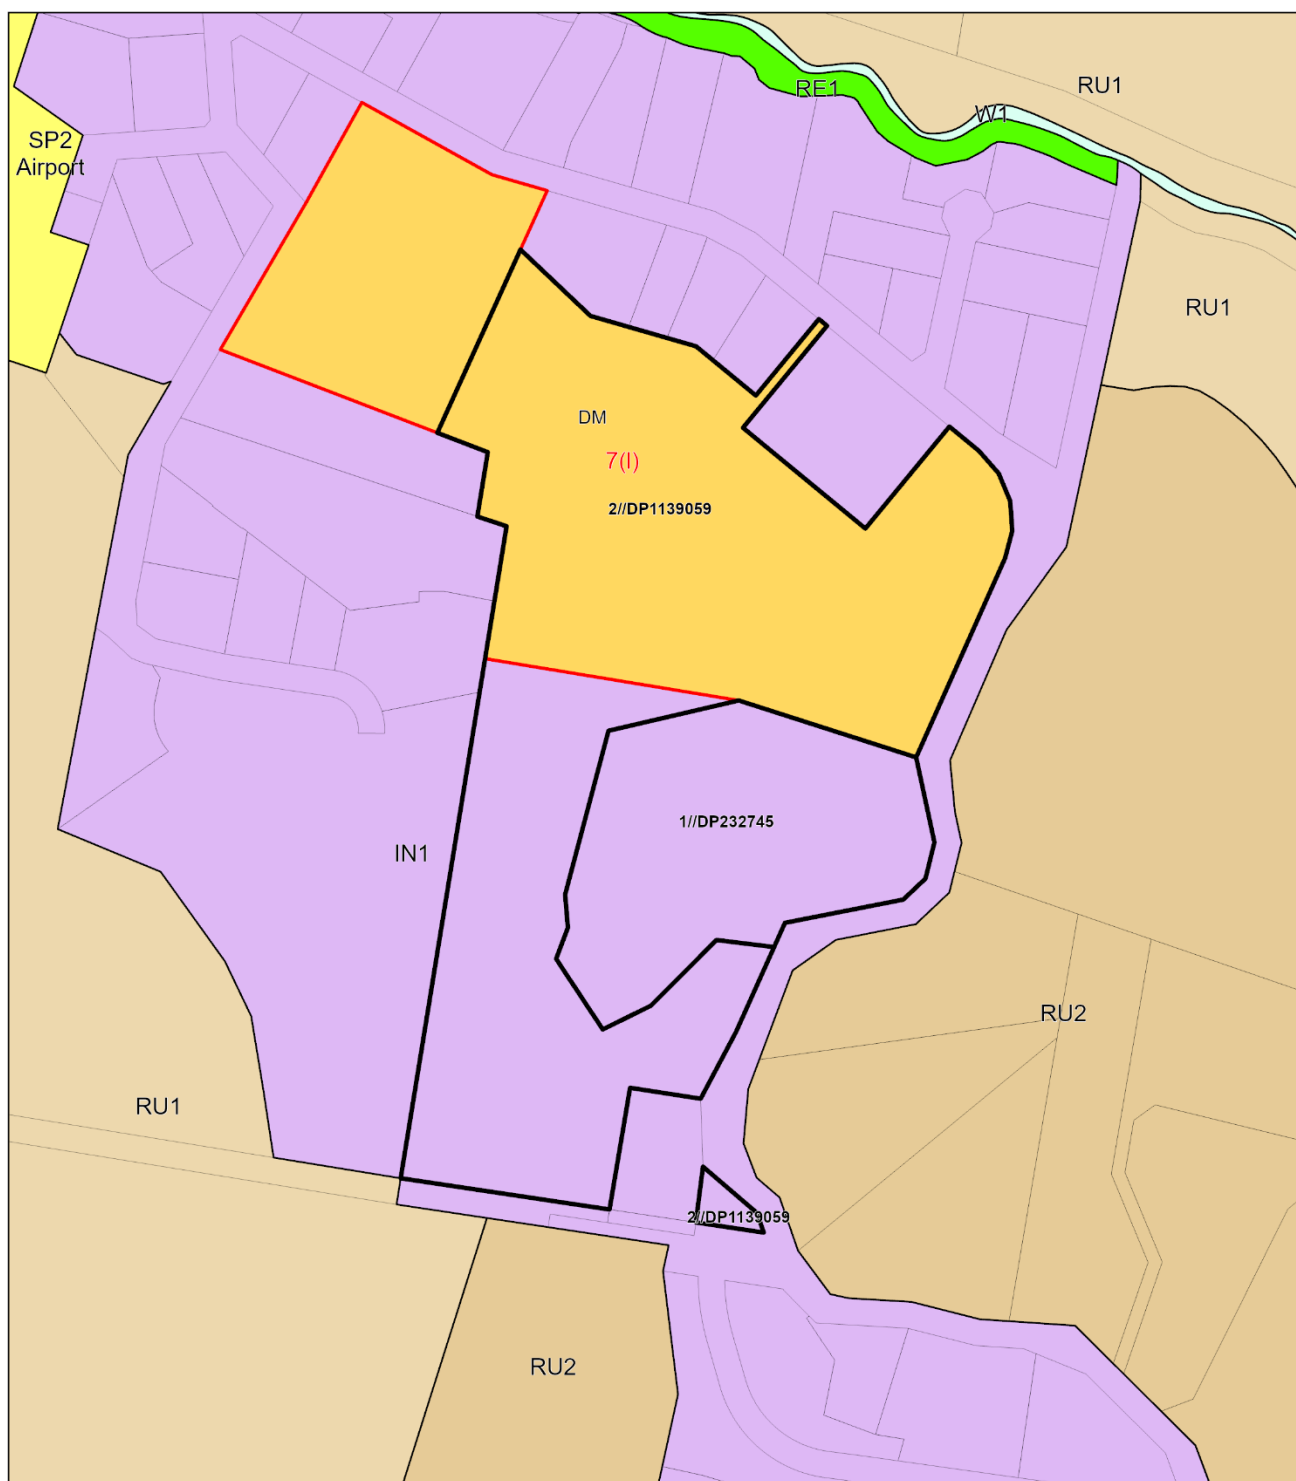 RU1
RE1
W1
SP2
Airport
RU1
DM
7(I)
2//DP1139059
1//DP232745
IN1
RU2
RU1
2//DP1139059
RU2